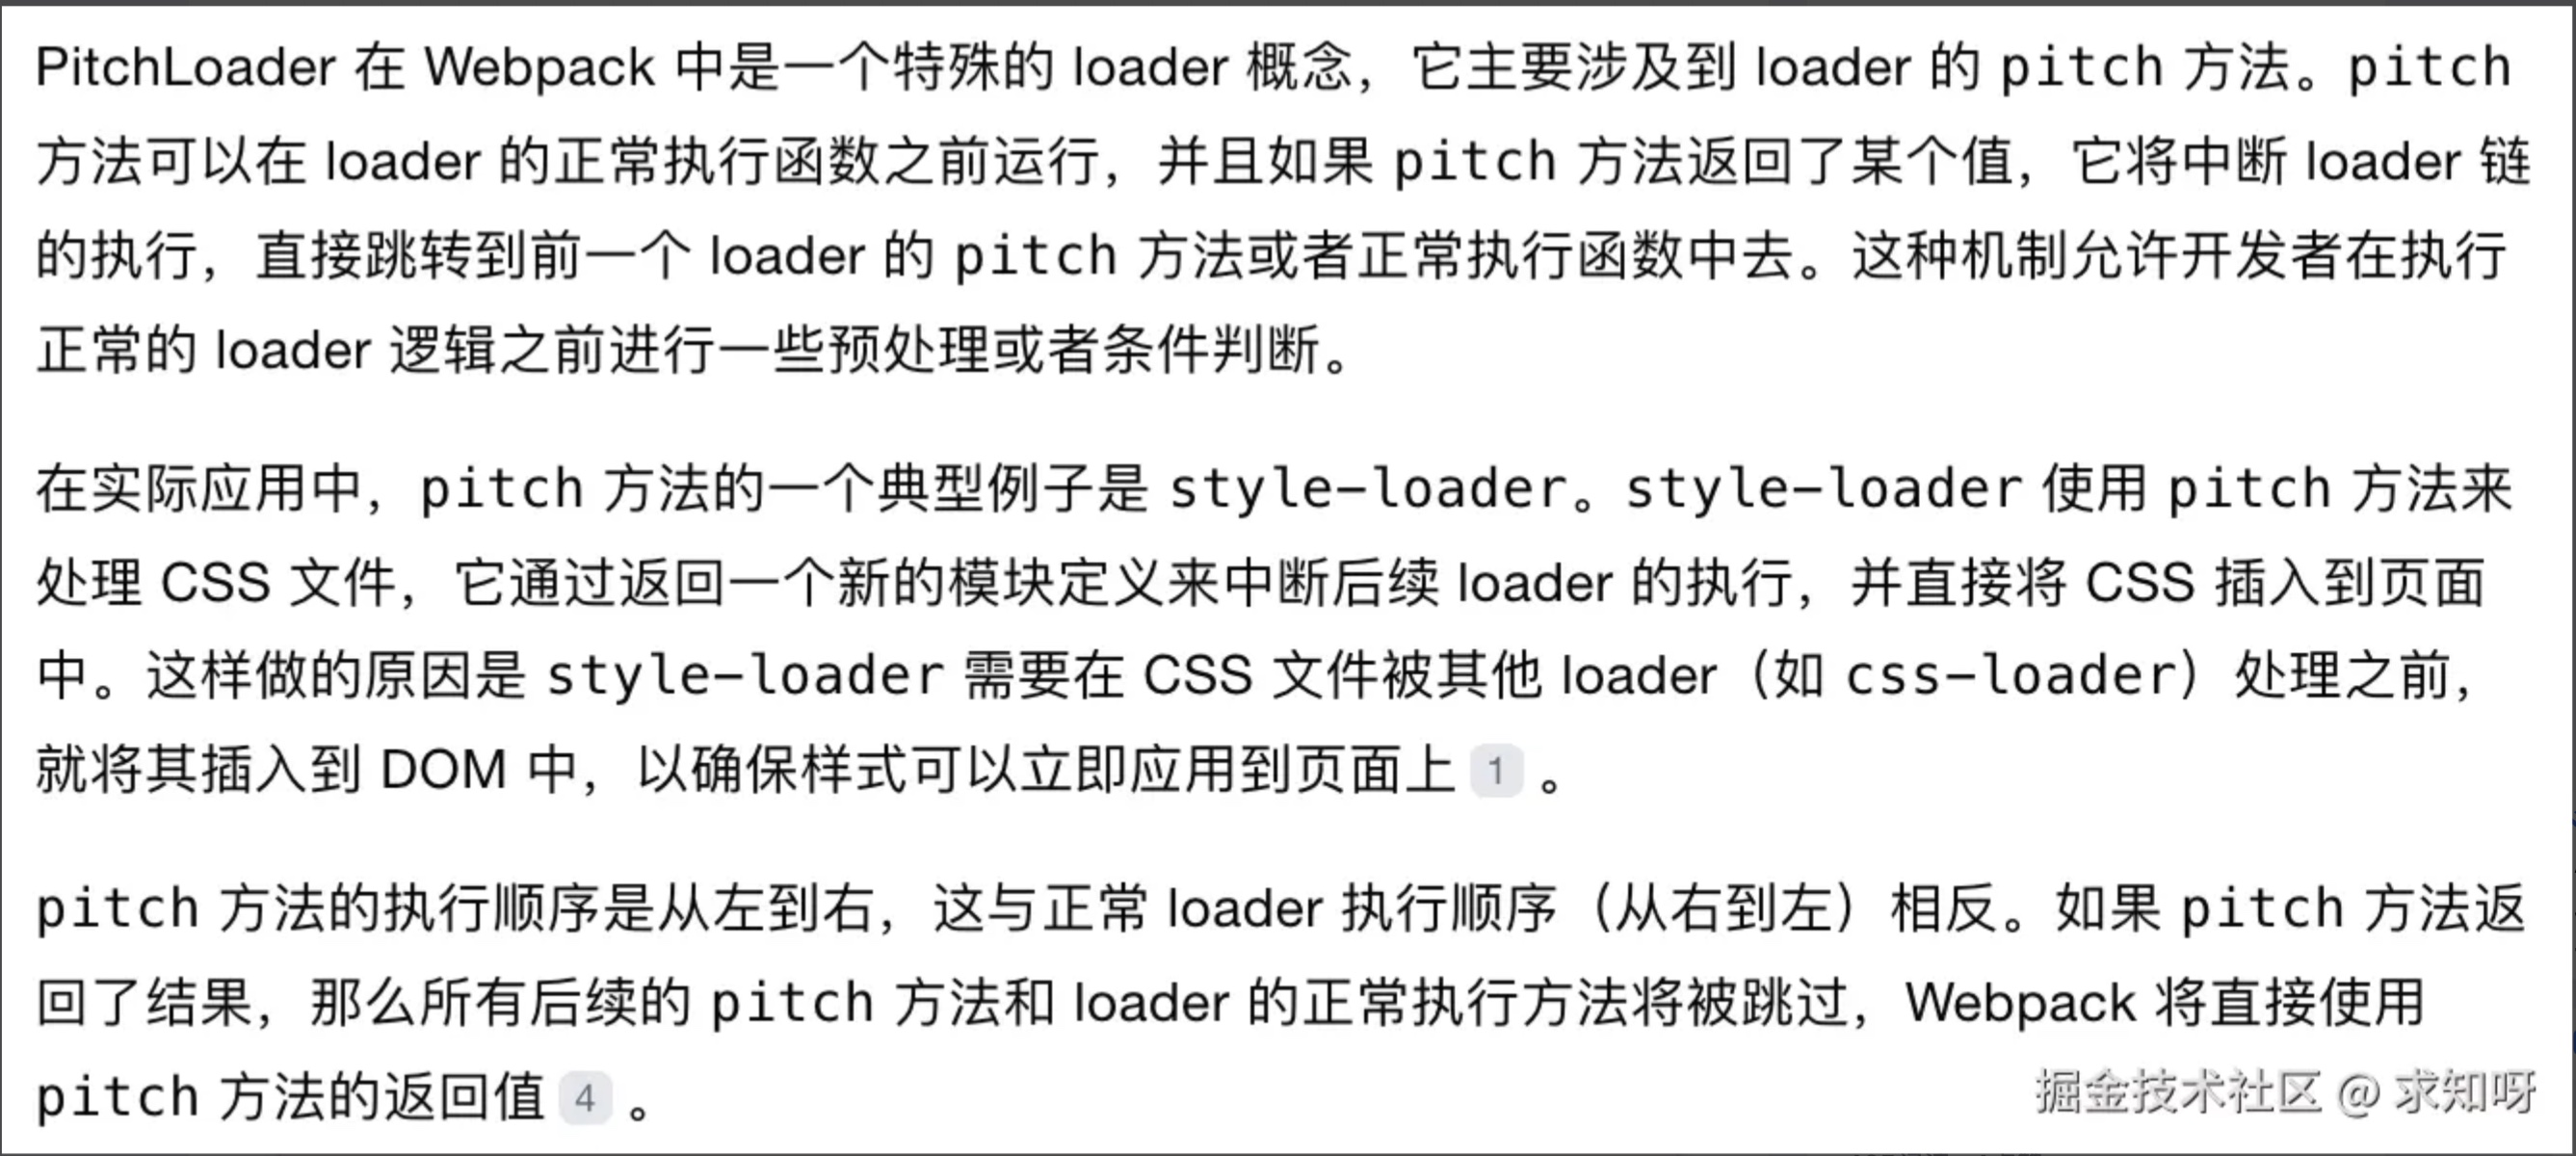 PitchLoader 在 Webpack 中是一个特殊的 loader 概念，它主要涉及到 loader 的 pitch 方法。pitch
方法可以在 loader 的正常执行函数之前运行，并且如果 pitch 方法返回了某个值，它将中断 loader 链
的执行，直接跳转到前一个 loader 的 pitch 方法或者正常执行函数中去。这种机制允许开发者在执行
正常的 loader 逻辑之前进行一些预处理或者条件判断。
在实际应用中，pitch 方法的一个典型例子是 style-loader。style-loader 使用 pitch 方法来
处理 CSS 文件，它通过返回一个新的模块定义来中断后续 loader 的执行，并直接将 CSS 插入到页面
中。这样做的原因是 style-loader 需要在 CSS 文件被其他 loader（如 css-loader）处理之前，
就将其插入到 DOM 中，以确保样式可以立即应用到页面上 1 。
pitch 方法的执行顺序是从左到右，这与正常 loader 执行顺序（从右到左）相反。如果 pitch 方法返
回了结果，那么所有后续的 pitch 方法和 loader 的正常执行方法将被跳过，Webpack 将直接使用
pitch 方法的返回值 4 。
掘金技术社区 @ 求知呀